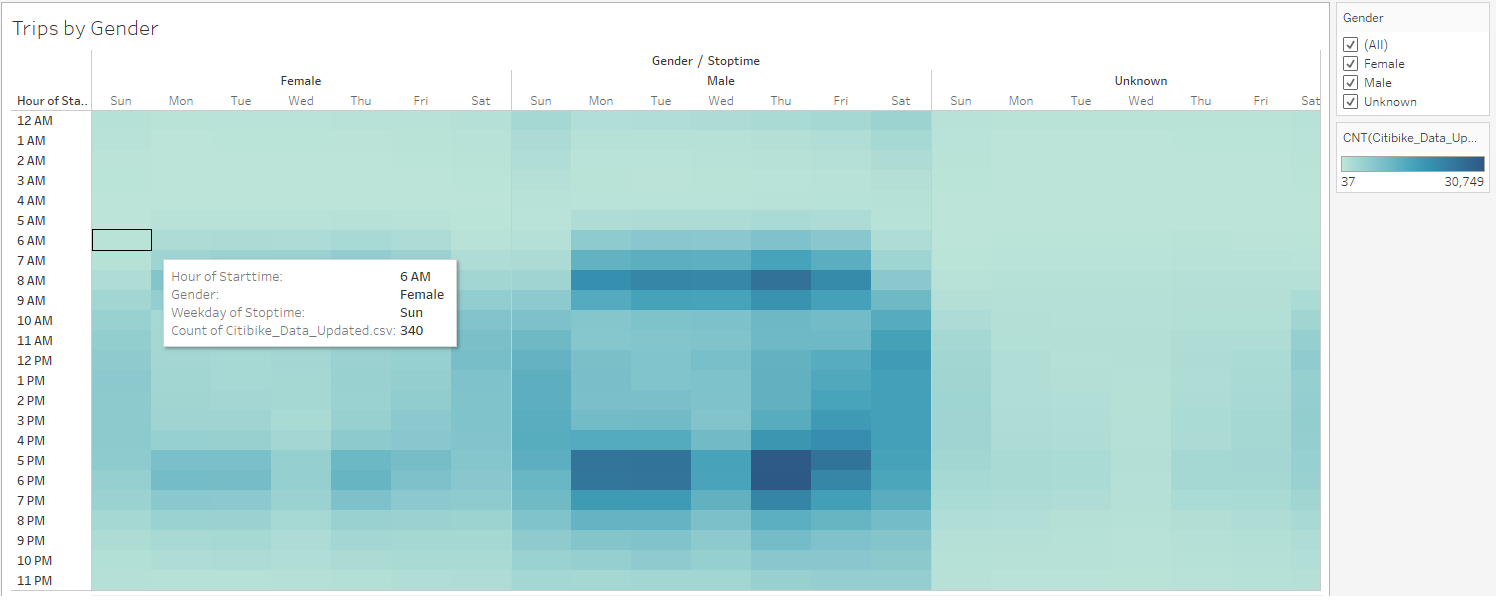 Trips by Gender
Gender / Stoptime
Female Male Unknown
Hour of Sta.. Sun Mon Tue Wed Thu Fri Sat Sun Mon Tue Wed Thu Fri Sat Sun Mon Tue Wed Thu Fri Sat
12 AM
1 AM
2 AM
3 AM
4 AM
5 AM
6 AM
7 AM
8 AM
9 AM
10 AM
11 AM
12 PM
1 PM
2 PM
3 PM
4 PM
5 PM
6 PM
7 PM
8 PM
9 PM
10 PM
11 PM
Hour of Starttime: 6 AM
Gender: Female
Weekday of Stoptime: Sun
Count of Citibike_Data_Updated.csv: 340
Gender
(All)
Female
Male
Unknown
CNT(Citibike_Data_Up...
37 30,749